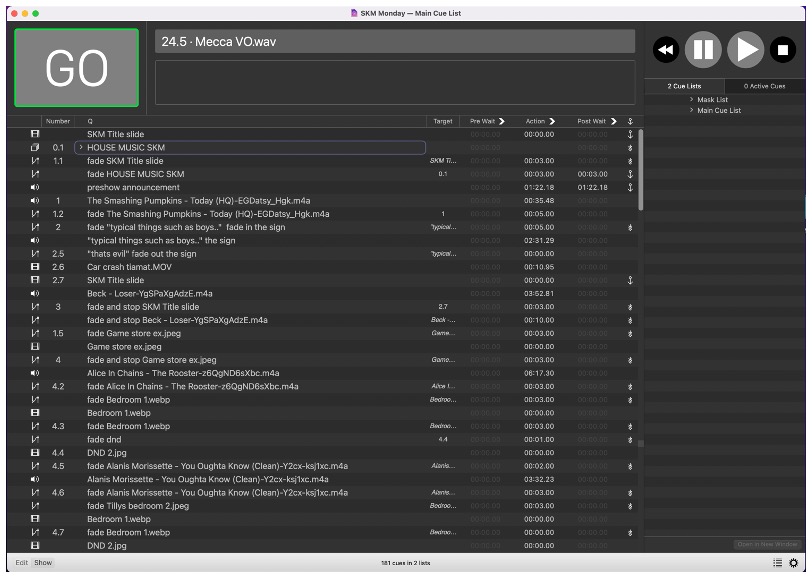 SKM Monday — Main Cue List
GO
24.5 · Mecca VO.wav
2 Cue Lists 0 Active Cues
Mask List
Main Cue List
Number Q Target Pre Wait Action Post Wait
SKM Title slide 00:00.00 00:00.00 00:00.00
0.1 HOUSE MUSIC SKM
1.1 fade SKM Title slide SKM Ti... 00:00.00 00:03.00 00:00.00
fade HOUSE MUSIC SKM 0.1 00:00.00 00:03.00 00:03.00
preshow announcement 00:00.00 01:22.18 01:22.18
1 The Smashing Pumpkins - Today (HQ)-EGDatsy_Hgk.m4a 00:00.00 00:35.48 00:00.00
1.2 fade The Smashing Pumpkins - Today (HQ)-EGDatsy_Hgk.m4a 1 00:00.00 00:05.00 00:00.00
2 fade "typical things such as boys.." fade in the sign "typical... 00:00.00 00:05.00 00:00.00
"typical things such as boys.." the sign 00:00.00 02:31.29 00:00.00
2.5 "thats evil" fade out the sign "typical... 00:00.00 00:00.00 00:00.00
2.6 Car crash tiamat.MOV 00:00.00 00:10.95 00:00.00
2.7 SKM Title slide 00:00.00 00:00.00 00:00.00
Beck - Loser-YgSPaXgAdzE.m4a 00:00.00 03:52.81 00:00.00
3 fade and stop SKM Title slide 2.7 00:00.00 00:03.00 00:00.00
fade and stop Beck - Loser-YgSPaXgAdzE.m4a Beck -... 00:00.00 00:10.00 00:00.00
1.5 fade Game store ex.jpeg Game... 00:00.00 00:03.00 00:00.00
Game store ex.jpeg 00:00.00 00:00.00 00:00.00
4 fade and stop Game store ex.jpeg Game... 00:00.00 00:03.00 00:00.00
Alice In Chains - The Rooster-z6QgND6sXbc.m4a 00:00.00 06:17.30 00:00.00
4.2 fade Alice In Chains - The Rooster-z6QgND6sXbc.m4a Alice I... 00:00.00 00:03.00 00:00.00
fade Bedroom 1.webp Bedroo... 00:00.00 00:03.00 00:00.00
Bedroom 1.webp 00:00.00 00:00.00 00:00.00
4.3 fade Bedroom 1.webp Bedroo... 00:00.00 00:03.00 00:00.00
fade dnd 4.4 00:00.00 00:01.00 00:00.00
4.4 DND 2.jpg 00:00.00 00:00.00 00:00.00
4.5 fade Alanis Morissette - You Oughta Know (Clean)-Y2cx-ksj1xc.m4a Alanis... 00:00.00 00:02.00 00:00.00
Alanis Morissette - You Oughta Know (Clean)-Y2cx-ksj1xc.m4a 00:00.00 03:32.23 00:00.00
4.6 fade Alanis Morissette - You Oughta Know (Clean)-Y2cx-ksj1xc.m4a Alanis... 00:00.00 00:03.00 00:00.00
fade Tillys bedroom 2.jpeg Bedroo... 00:00.00 00:03.00 00:00.00
Bedroom 1.webp 00:00.00 00:00.00 00:00.00
4.7 fade Bedroom 1.webp Bedroo... 00:00.00 00:03.00 00:00.00
DND 2.jpg 00:00.00 00:00.00 00:00.00
Open in New Window
Edit Show 181 cues in 2 lists